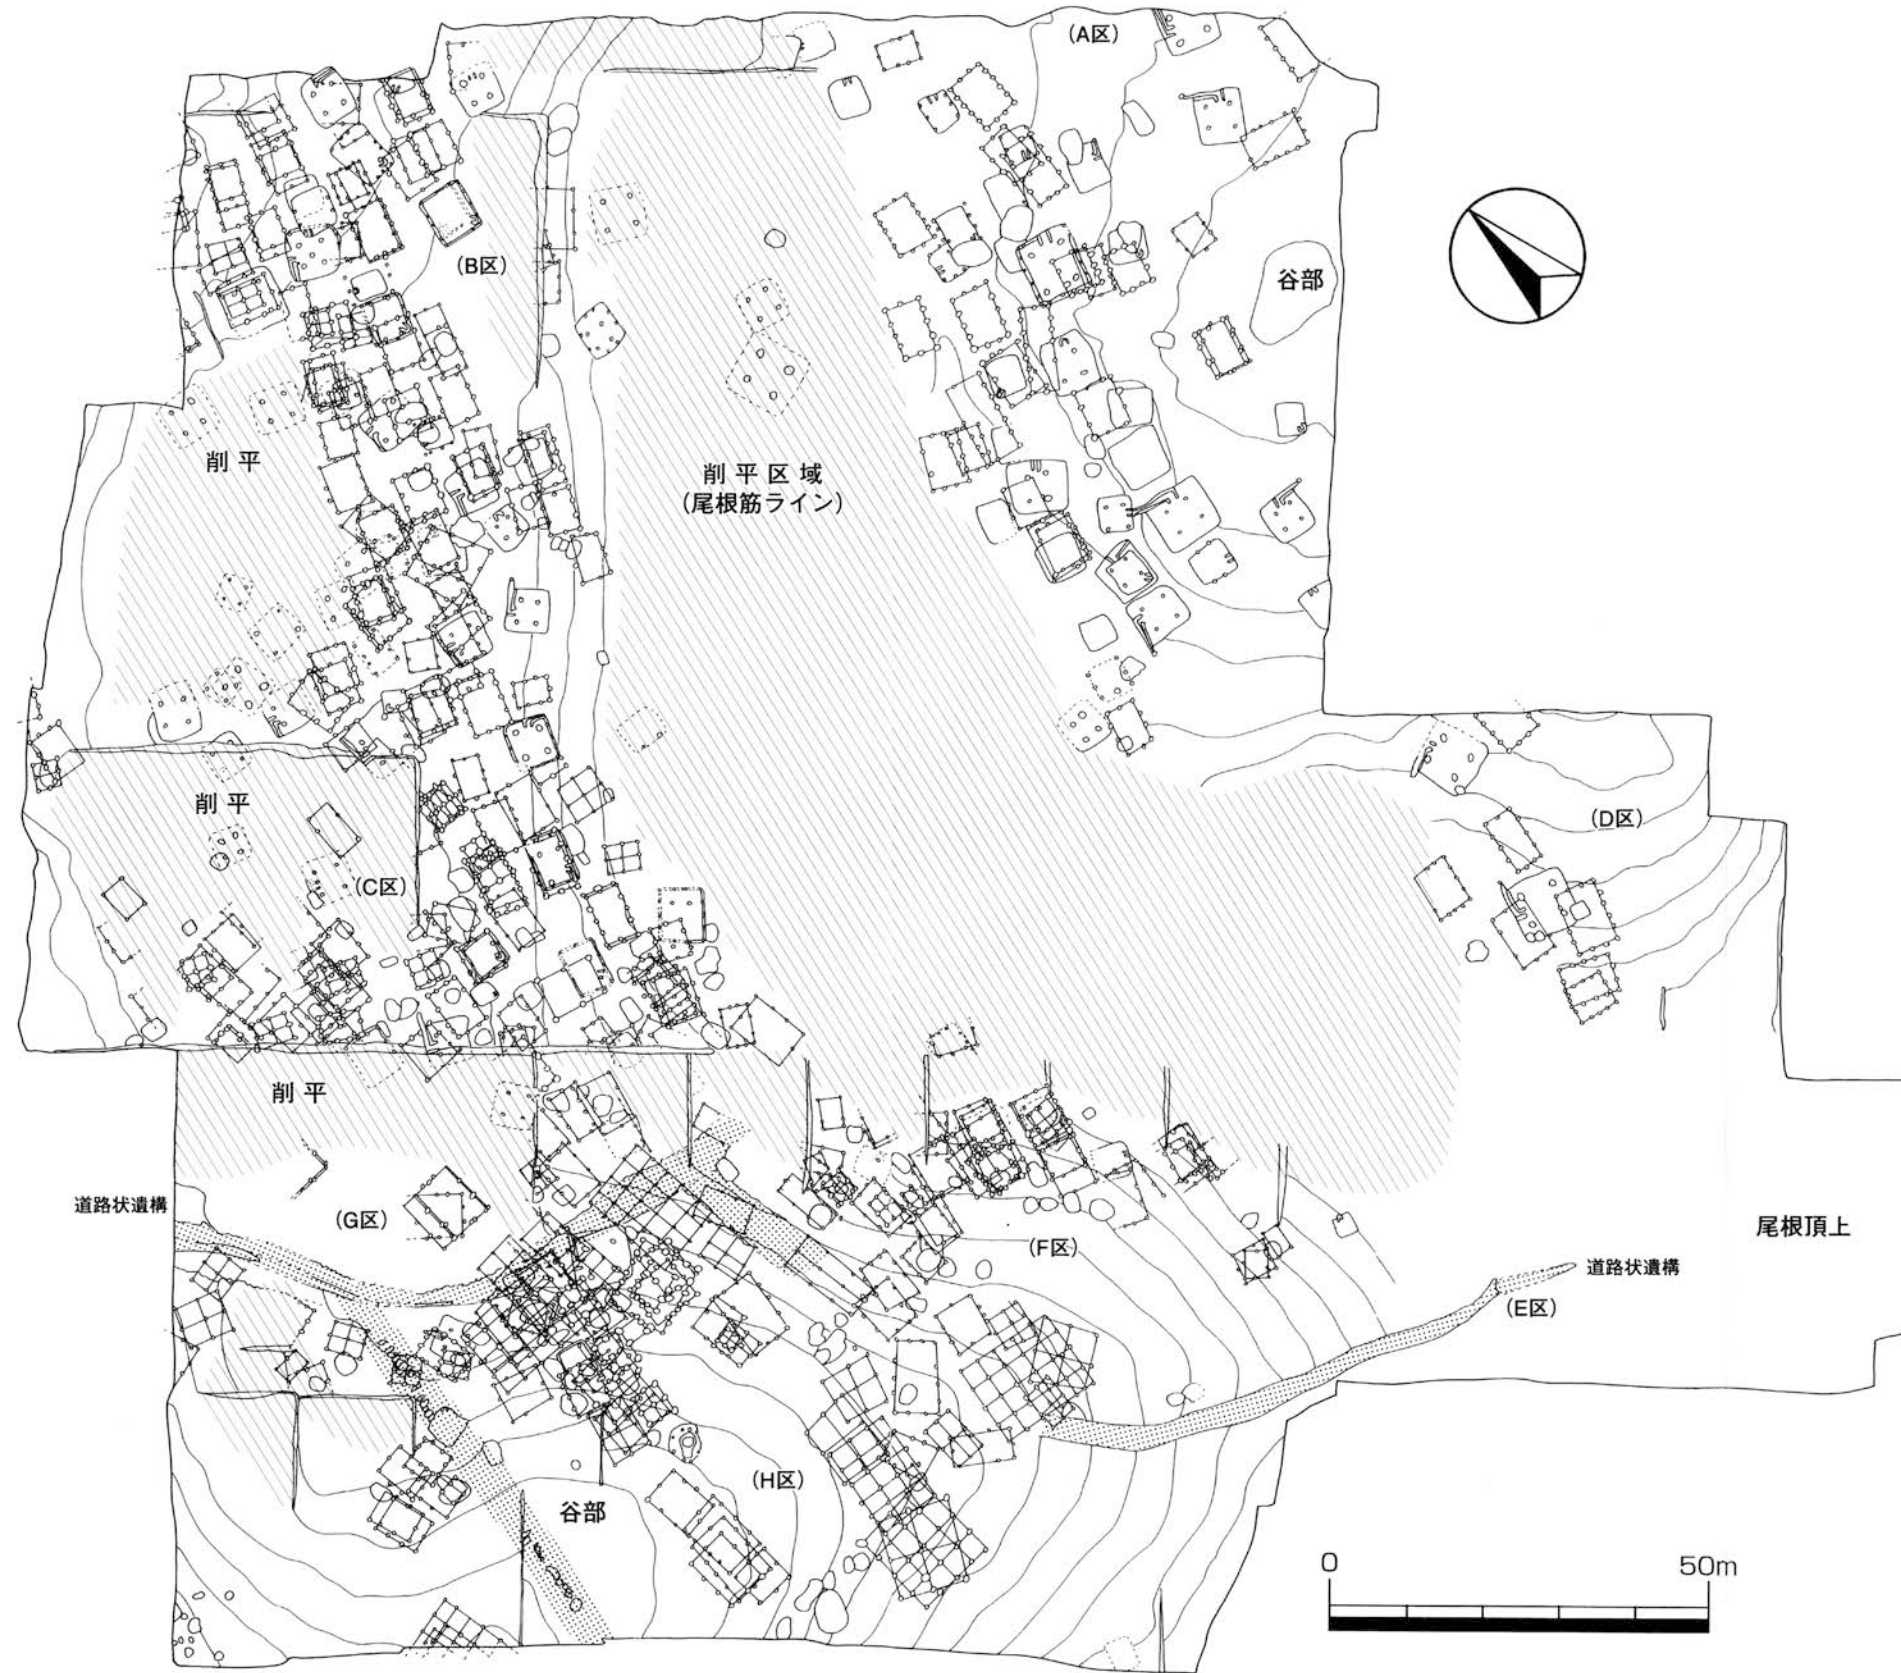 (A区)
(B区)
谷部
削平
削平区域
(尾根筋ライン)
削平
(D区)
(C区)
削平
道路状遺構
(G区)
(F区)
尾根頂上
道路状遺構
(E区)
(H区)
谷部
0 50m